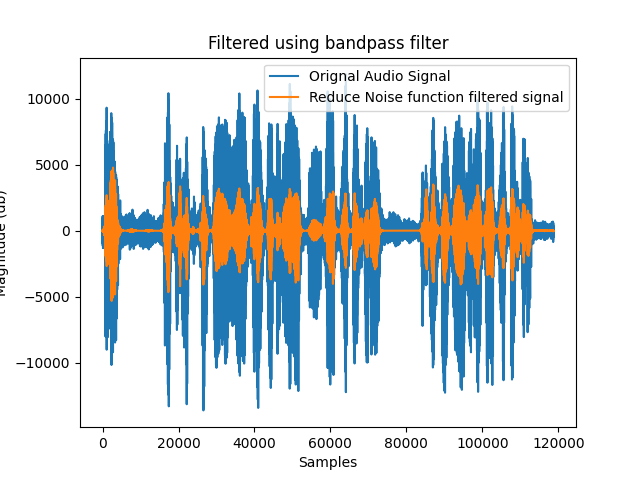 Filtered using bandpass filter
Orignal Audio Signal
Reduce Noise function filtered signal
10000
5000
0
−5000
−10000
Magnitude (db)
0
20000
40000
60000
80000
100000
120000
Samples